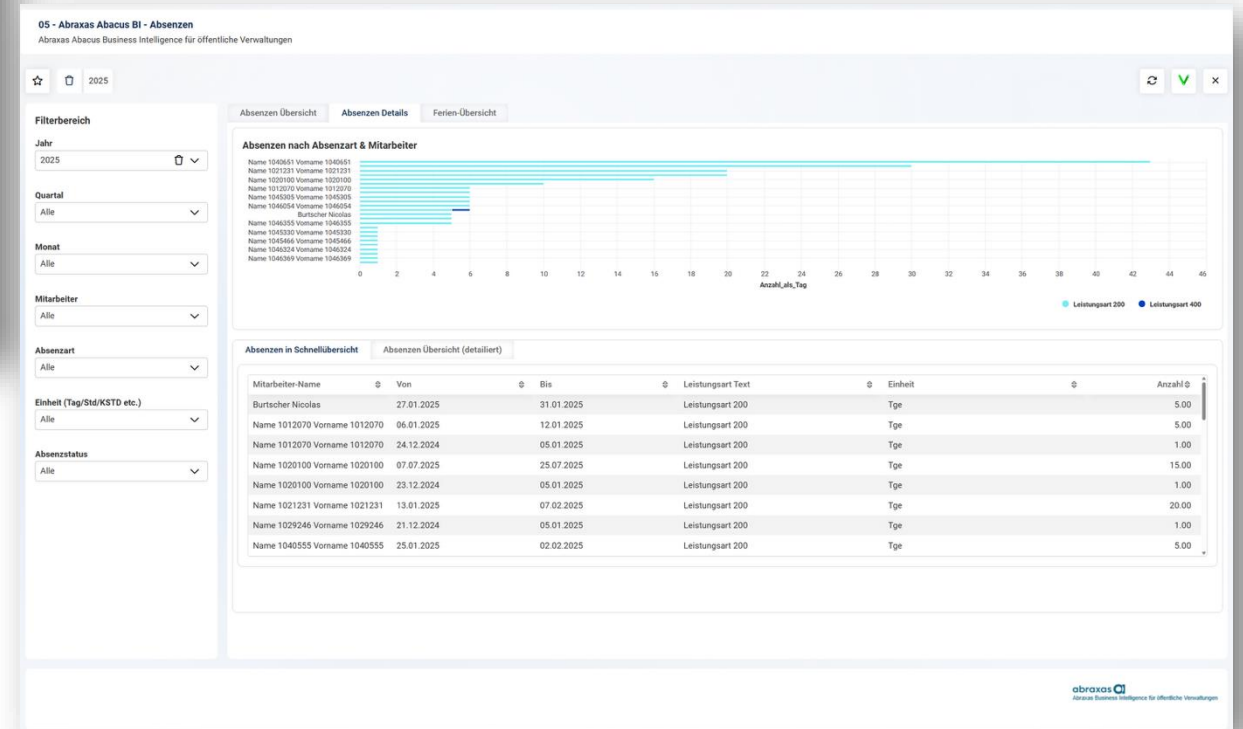 05 - Abraxas Abacus BI - Absenzen
Abraxas Abacus Business Intelligence für öffentliche Verwaltungen
2025
Filterbereich
Jahr
2025
Quartal
Alle
Monat
Alle
Mitarbeiter
Alle
Absenzart
Alle
Einheit (Tag/Std/KSTD etc.)
Alle
Absenzstatus
Alle
Absenzen Übersicht Absenzen Details Ferien-Übersicht
Absenzen nach Absenzart & Mitarbeiter
Name 1040651 Vorname 1040651
Name 1021231 Vorname 1021231
Name 1020100 Vorname 1020100
Name 1012070 Vorname 1012070
Name 1045305 Vorname 1045305
Name 1046054 Vorname 1046054
Burtscher Nicolas
Name 1046355 Vorname 1046355
Name 1045330 Vorname 1045330
Name 1045466 Vorname 1045466
Name 1046324 Vorname 1046324
Name 1046369 Vorname 1046369
0 2 4 6 8 10 12 14 16 18 20 22 24 26 28 30 32 34 36 38 40 42 44 46
Anzahl_als_Tag
Leistungsart 200 Leistungsart 400
Absenzen in Schnellübersicht Absenzen Übersicht (detailiert)
Mitarbeiter-Name Von Bis Leistungsart Text Einheit Anzahl
Burtscher Nicolas 27.01.2025 31.01.2025 Leistungsart 200 Tge 5.00
Name 1012070 Vorname 1012070 06.01.2025 12.01.2025 Leistungsart 200 Tge 5.00
Name 1012070 Vorname 1012070 24.12.2024 05.01.2025 Leistungsart 200 Tge 1.00
Name 1020100 Vorname 1020100 07.07.2025 25.07.2025 Leistungsart 200 Tge 15.00
Name 1020100 Vorname 1020100 23.12.2024 05.01.2025 Leistungsart 200 Tge 1.00
Name 1021231 Vorname 1021231 13.01.2025 07.02.2025 Leistungsart 200 Tge 20.00
Name 1029246 Vorname 1029246 21.12.2024 05.01.2025 Leistungsart 200 Tge 1.00
Name 1040555 Vorname 1040555 25.01.2025 02.02.2025 Leistungsart 200 Tge 5.00
abraxas
Abraxas Business Intelligence für öffentliche Verwaltungen